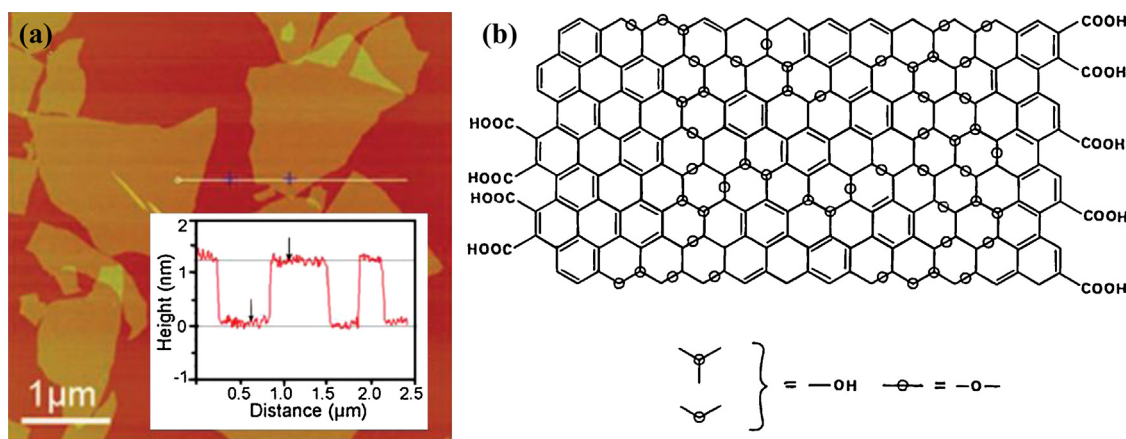 (a)
1μm
Height (nm)
2
1
0
-1
0.5
1.0
1.5
2.0
2.5
Distance (μm)
(b)
COOH
COOH
HOOC
COOH
HOOC
HOOC
COOH
HOOC
COOH
= —OH
= —O—